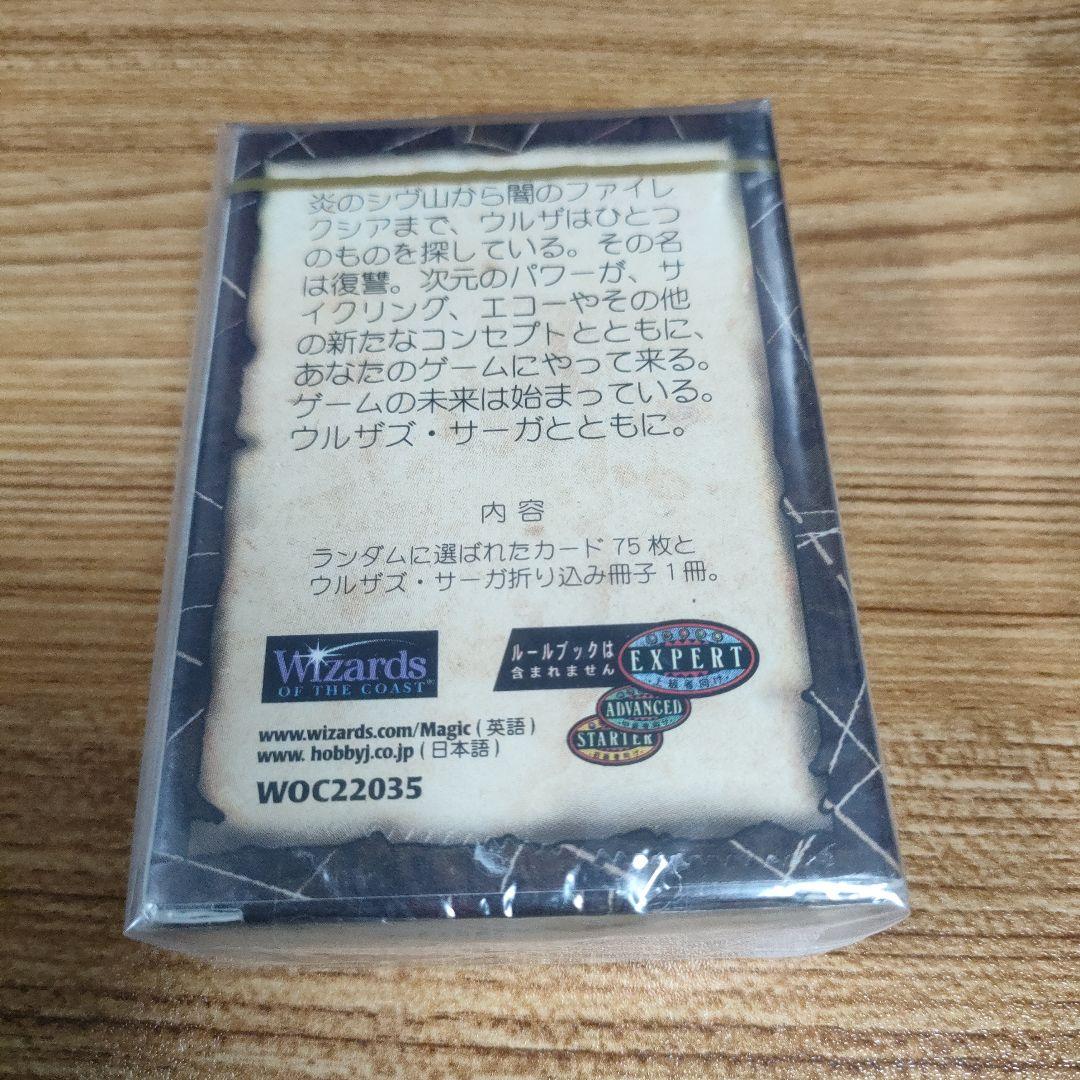 炎のシヴ山から闇のファイレ
クシアまで、ウルザはひとつ
のものを探している。その名
は復讐。次元のパワーが、サ
イクリング、エコーやその他
の新たなコンセプトとともに、
あなたのゲームにやって来る。
ゲームの未来は始まっている。
ウルザズ・サーガとともに。
内容
ランダムに選ばれたカード75枚と
ウルザズ・サーガ折り込み冊子1冊。
Wizards
OF THE COAST
ルールブックは
含まれません
EXPERT
上級者向け
ADVANCED
STARTER
www.wizards.com/Magic (英語)
www. hobbyj.co.jp (日本語)
WOC22035